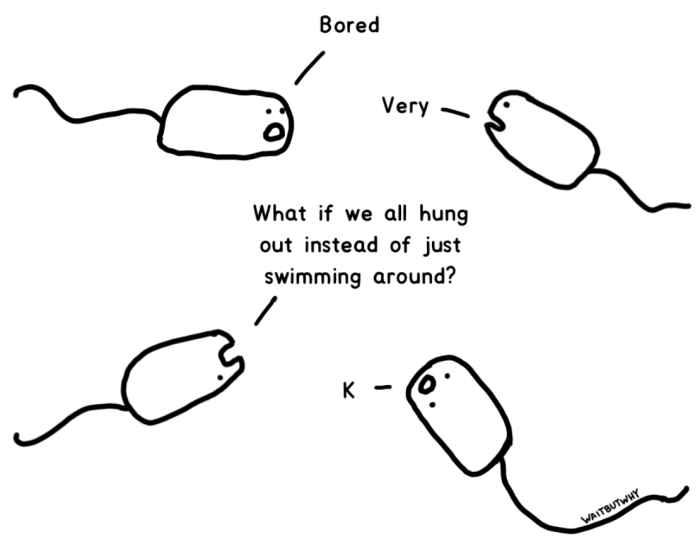 Bored
Very
What if we all hung
out instead of just
swimming around?
K
WAITBUTWHY